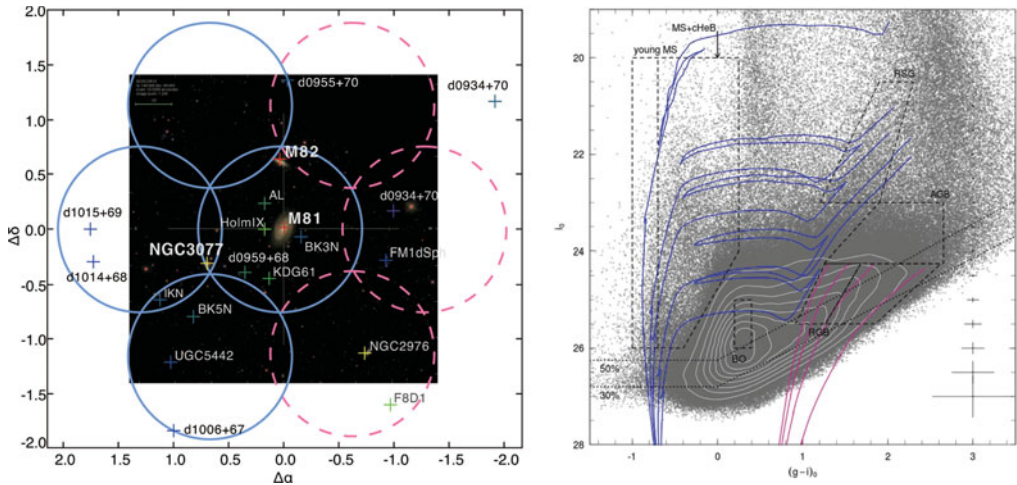 2.0
1.5
1.0
0.5
0.0
-0.5
-1.0
-1.5
-2.0
Δδ
2.0
1.5
1.0
0.5
0.0
-0.5
-1.0
-1.5
-2.0
Δα
d0955+70
d0934+70
M82
AL
d0934+70
d1015+69
HolmIX
M81
BK3N
NGC3077
d0959+68
FM1dSph
d1014+68
KDG61
IKN
BK5N
UGC5442
NGC2976
F8D1
d1006+67
20
22
24
26
28
i₀
-1
0
1
2
3
(g-i)₀
MS+cHeB
young MS
RSG
AGB
RGB
BO
50%
30%